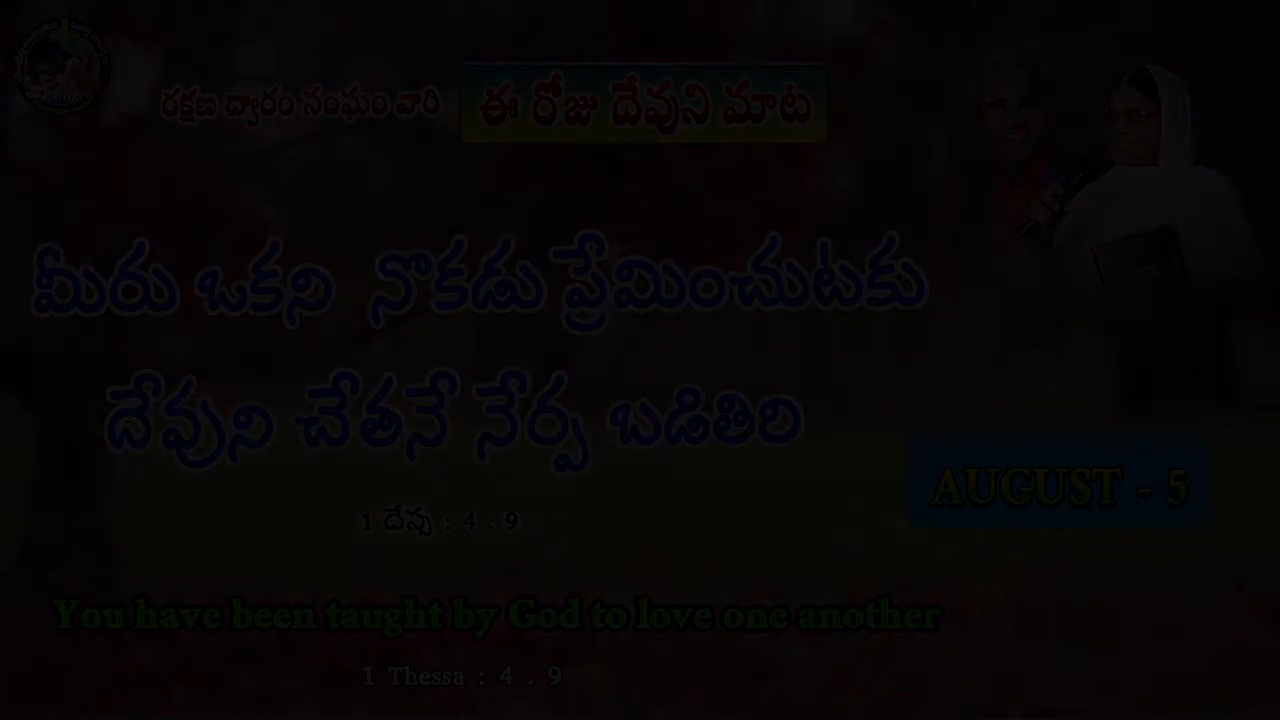 రక్షణ ద్వారం సంఘం వారి ఈ రోజు దేవుని మాట
మీరు ఒకని నొకడు ప్రేమించుటకు
దేవుని చేతనే నేర్ప బడితిరి
1 దేస్స : 4 . 9
AUGUST - 5
You have been taught by God to love one another
1 Thessa : 4 . 9